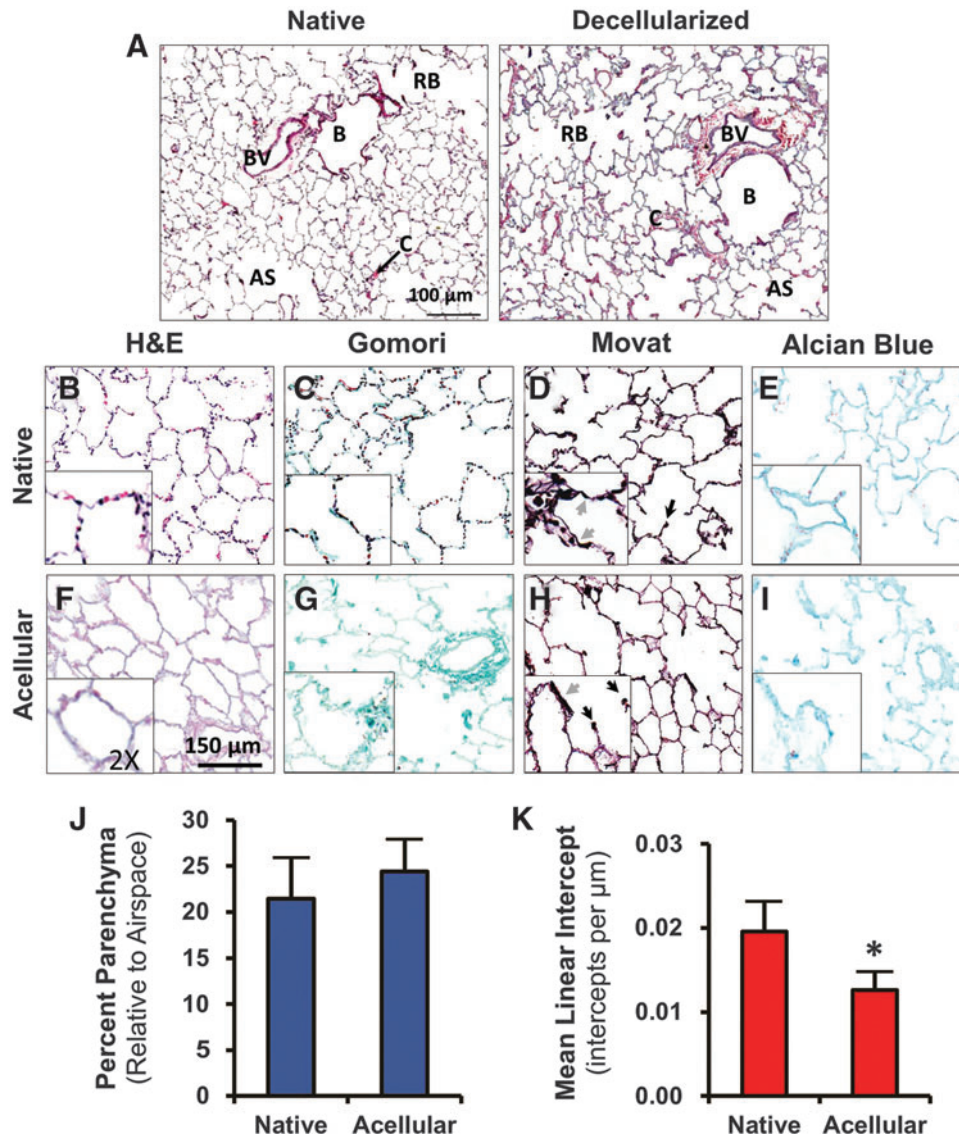 Native Decellularized
A
RB
B
BV
C
AS
100 μm
RB
BV
B
C
AS
H&E Gomori Movat Alcian Blue
Native
B
C
D
E
Acellular
F
2X
150 μm
G
H
I
J
Percent Parenchyma
(Relative to Airspace)
30
25
20
15
10
5
0
Native Acellular
K
Mean Linear Intercept
(intercepts per μm)
0.03
0.02
0.01
0.00
*
Native Acellular